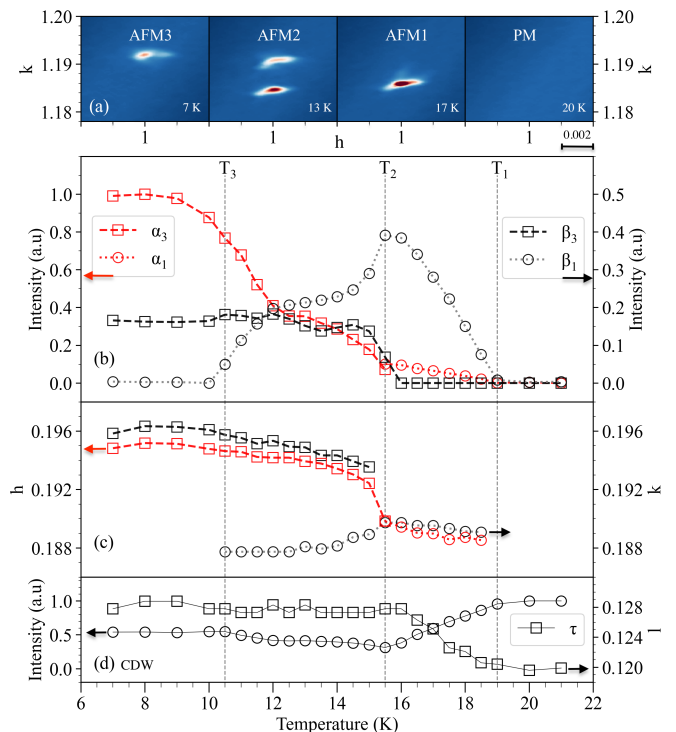 1.20 AFM3 AFM2 AFM1 PM 1.20
k 1.19 1.19 k
1.18 (a) 7 K 13 K 17 K 20 K 1.18
1 1 h 1 1 0.002
T₃ T₂ T₁
1.0 0.5
0.8 α₃ β₃ 0.4
α₁ β₁
Intensity (a.u) 0.6 0.3 Intensity (a.u)
0.4 0.2
0.2 (b) 0.1
0.0 0.0
0.196 0.196
h 0.192 0.192 k
0.188 (c) 0.188
Intensity (a.u) 1.0 0.128
0.5 τ 0.124 l
0.0 (d) CDW 0.120
8 10 12 14 16 18 20 22
Temperature (K)